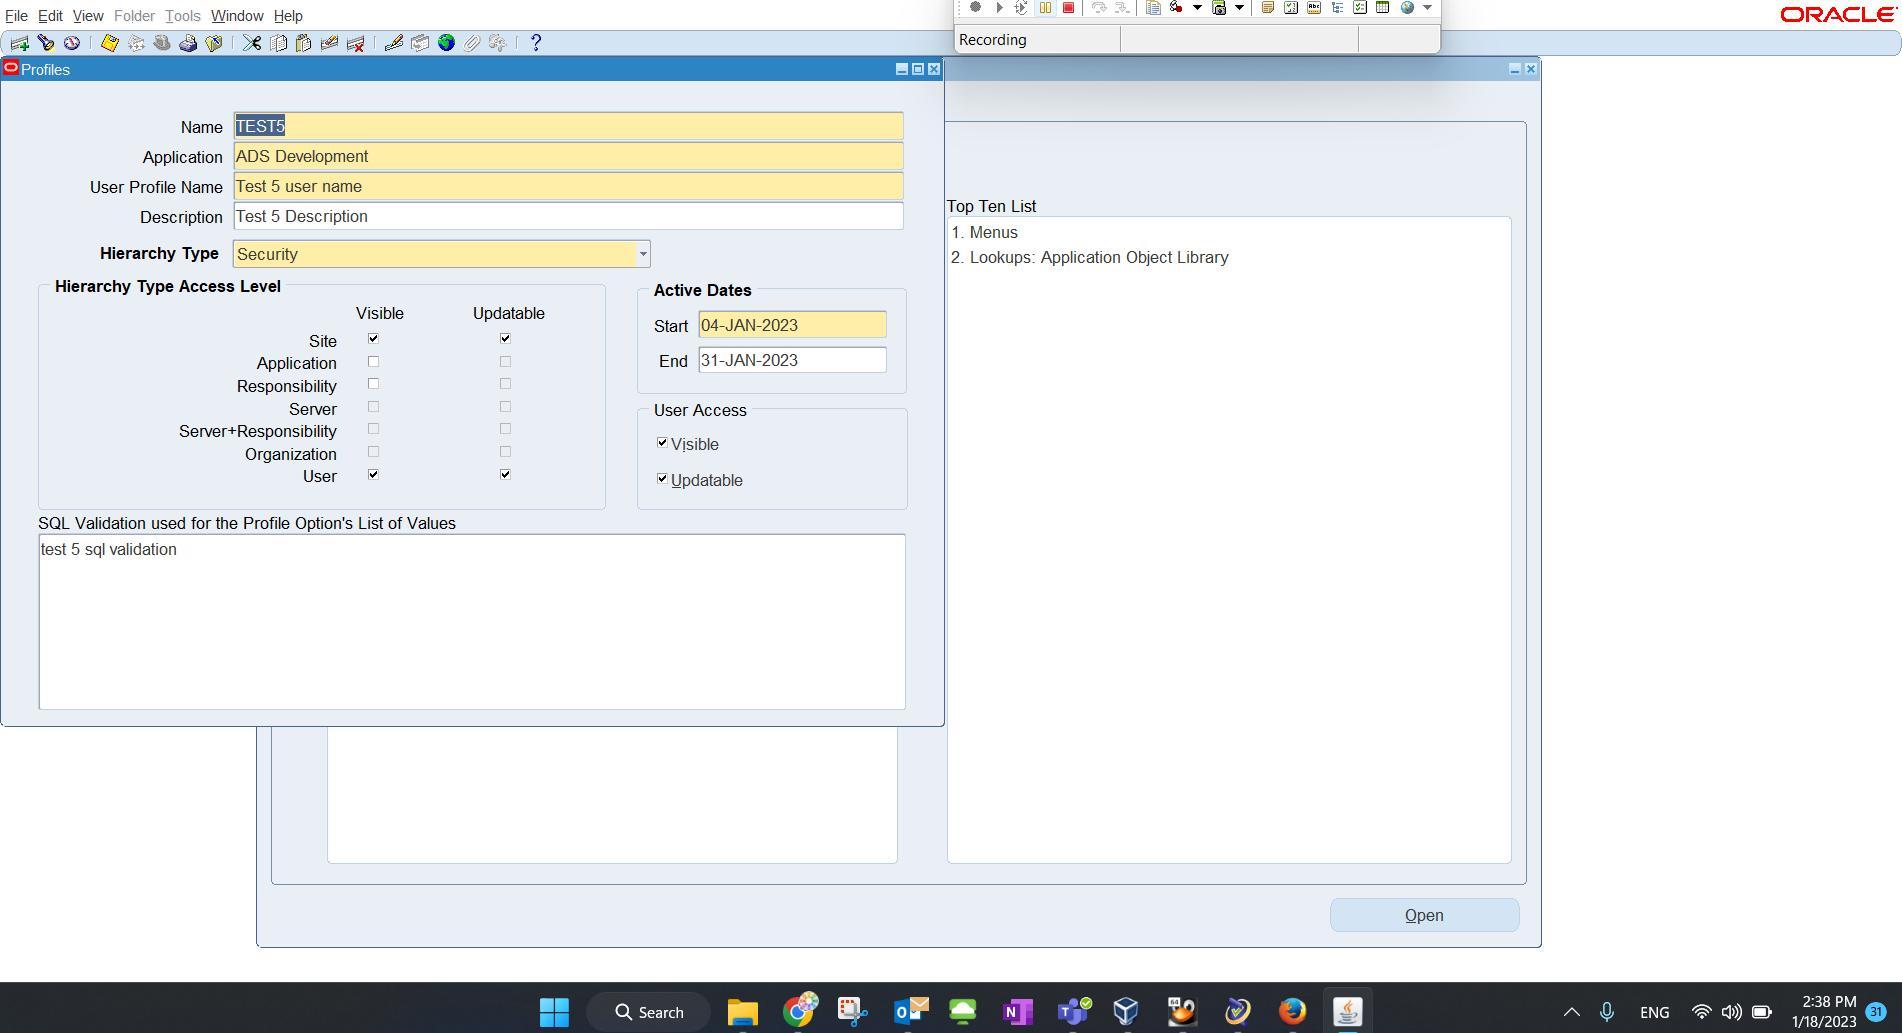 File Edit View Folder Tools Window Help
ORACLE
Recording
Profiles
Name TEST5
Application ADS Development
User Profile Name Test 5 user name
Description Test 5 Description
Hierarchy Type Security
Hierarchy Type Access Level
Visible Updatable
Site
Application
Responsibility
Server
Server+Responsibility
Organization
User
Active Dates
Start 04-JAN-2023
End 31-JAN-2023
User Access
Visible
Updatable
SQL Validation used for the Profile Option's List of Values
test 5 sql validation
Top Ten List
1. Menus
2. Lookups: Application Object Library
Open
Search
ENG
2:38 PM
1/18/2023
31